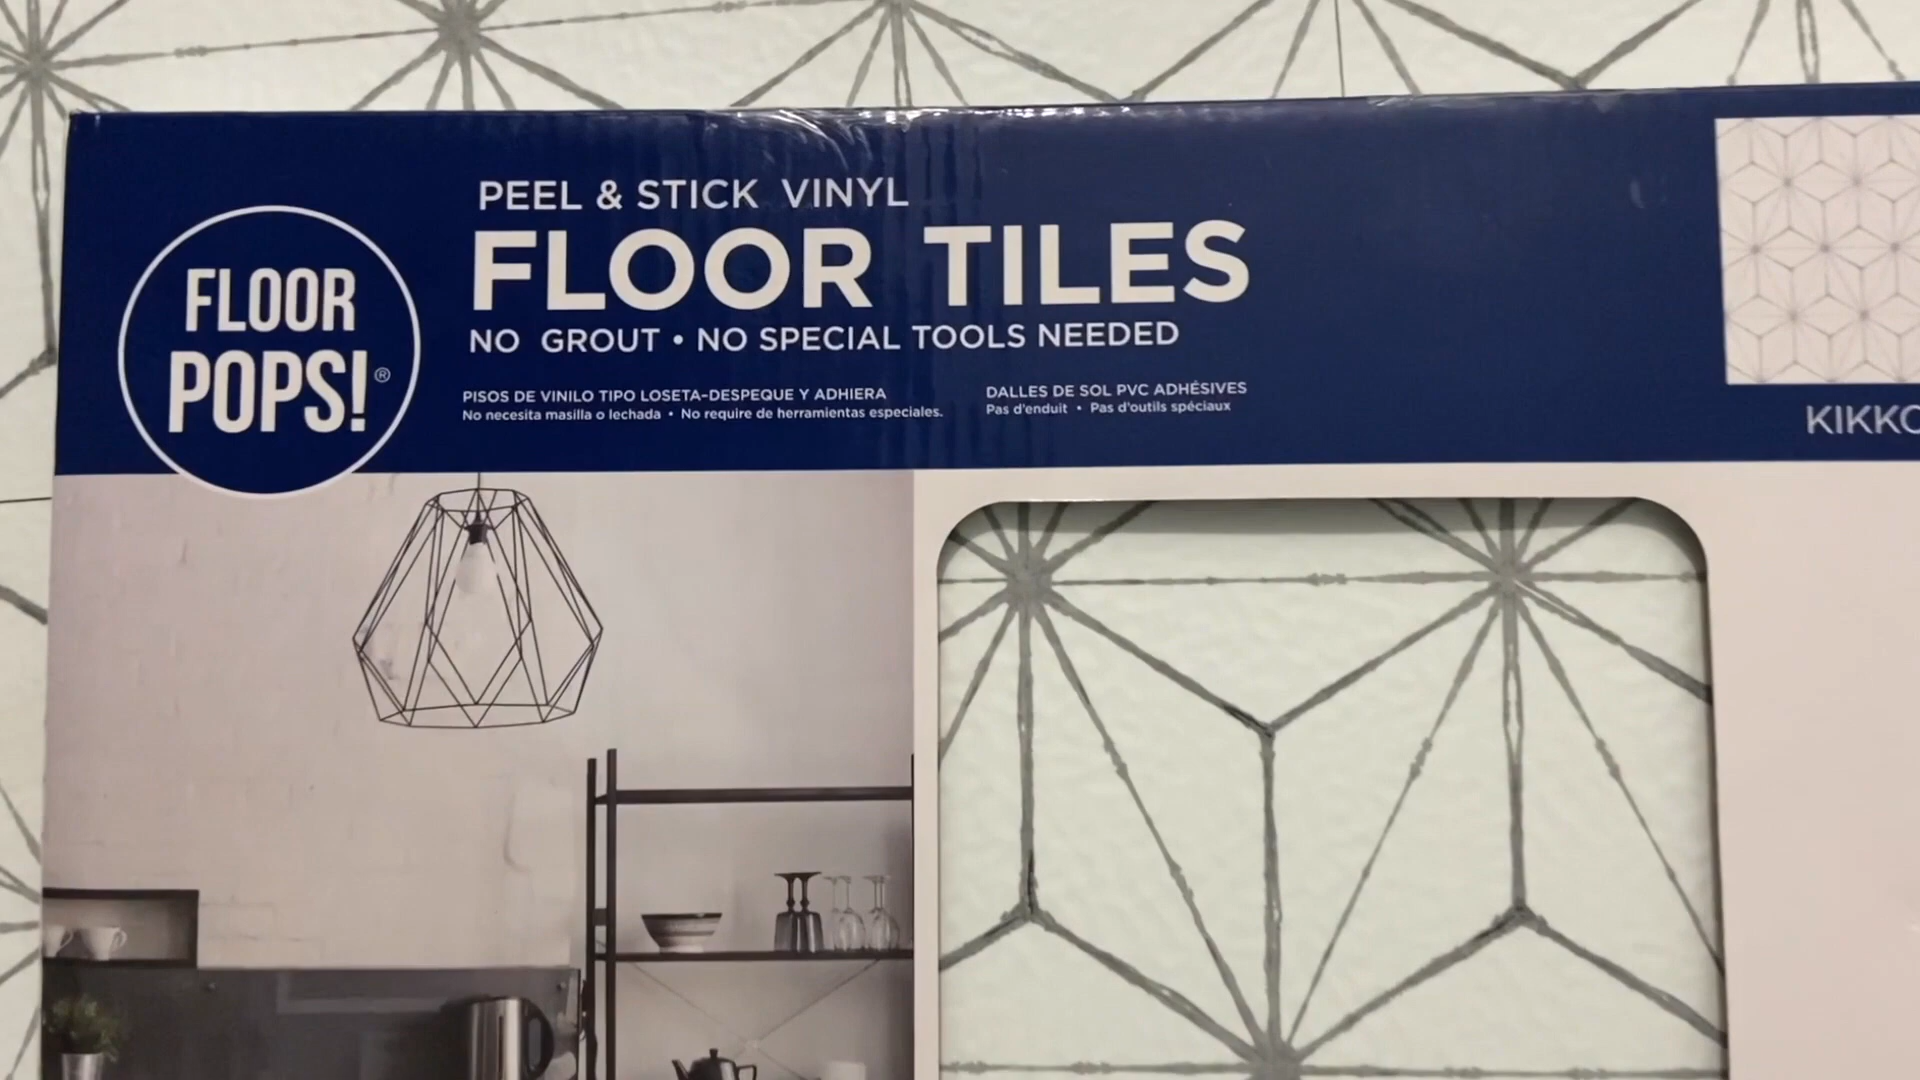 PEEL & STICK VINYL
FLOOR TILES
NO GROUT • NO SPECIAL TOOLS NEEDED
FLOOR
POPS!®
PISOS DE VINILO TIPO LOSETA-DESPEQUE Y ADHIERA
No necesita masilla o lechada • No require de herramientas especiales.
DALLES DE SOL PVC ADHÉSIVES
Pas d'enduit • Pas d'outils spéciaux